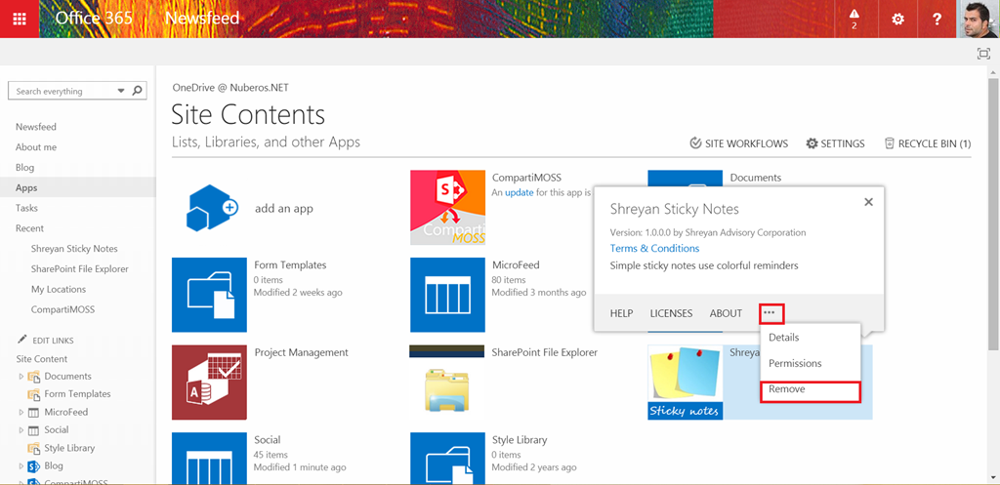 Office 365
Newsfeed
2
?
Search everything
Newsfeed
About me
Blog
Apps
Tasks
Recent
Shreyan Sticky Notes
SharePoint File Explorer
My Locations
CompartiMOSS
EDIT LINKS
Site Content
Documents
Form Templates
MicroFeed
Social
Style Library
Blog
CompartiMOSS
OneDrive @ Nuberos.NET
Site Contents
Lists, Libraries, and other Apps
SITE WORKFLOWS
SETTINGS
RECYCLE BIN (1)
add an app
S
Comparti
MOSS
CompartiMOSS
An update for this app is
Documents
Form Templates
0 items
Modified 2 weeks ago
MicroFeed
80 items
Modified 3 months ago
Shreyan Sticky Notes
Version: 1.0.0.0 by Shreyan Advisory Corporation
Terms & Conditions
Simple sticky notes use colorful reminders
HELP
LICENSES
ABOUT
Details
Permissions
Remove
Project Management
A
SharePoint File Explorer
Sticky notes
Shreya
Social
45 items
Modified 1 minute ago
Style Library
0 items
Modified 2 years ago